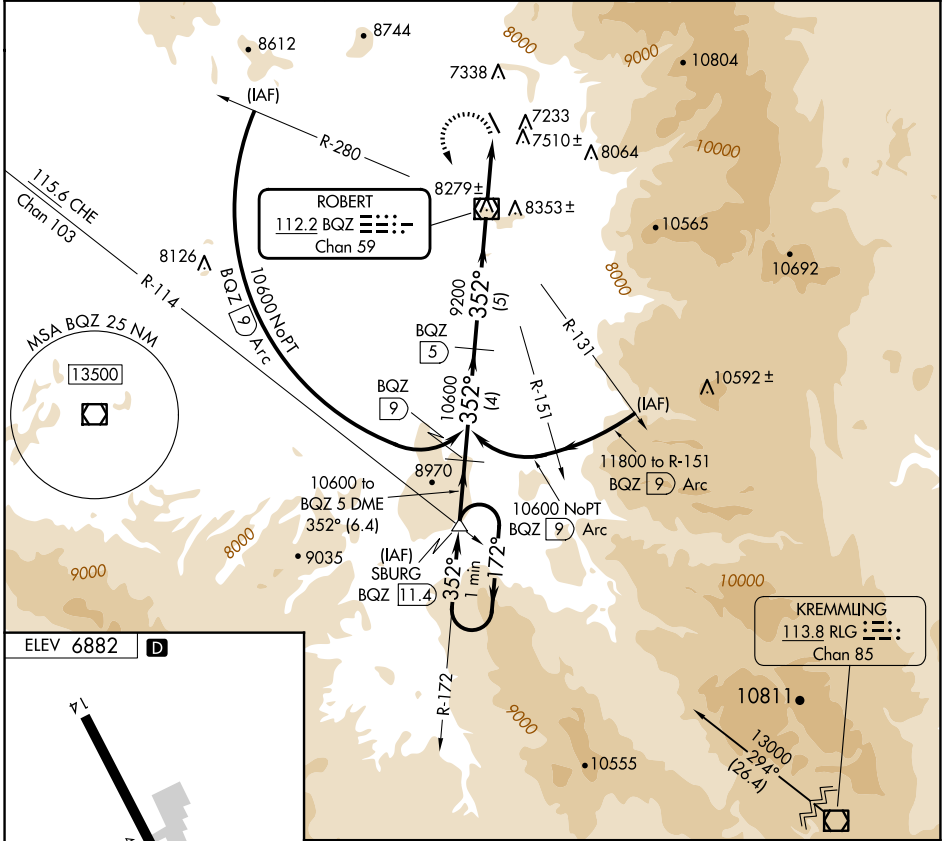 8612
8744
8000
9000
10804
7338
(IAF)
7233
7510±
8064
10000
R-280
8279±
ROBERT
112.2 BQZ
Chan 59
8353±
115.6 CHE
Chan 103
10565
10692
8126
R-114
10600 NoPT
BQZ 9 Arc
8000
9200
352°
(5)
R-131
MSA BQZ 25 NM
13500
BQZ
5
R-151
10600
352°
(4)
BQZ
9
10592±
(IAF)
8970
11800 to R-151
BQZ 9 Arc
10600 to
BQZ 5 DME
352° (6.4)
10600 NoPT
BQZ 9 Arc
8000
9035
9000
(IAF)
SBURG
BQZ 11.4
352°
1 min
172°
10000
KREMMLING
113.8 RLG
Chan 85
ELEV 6882 D
R-172
9000
10811
13000
294°
(26.4)
10555
14